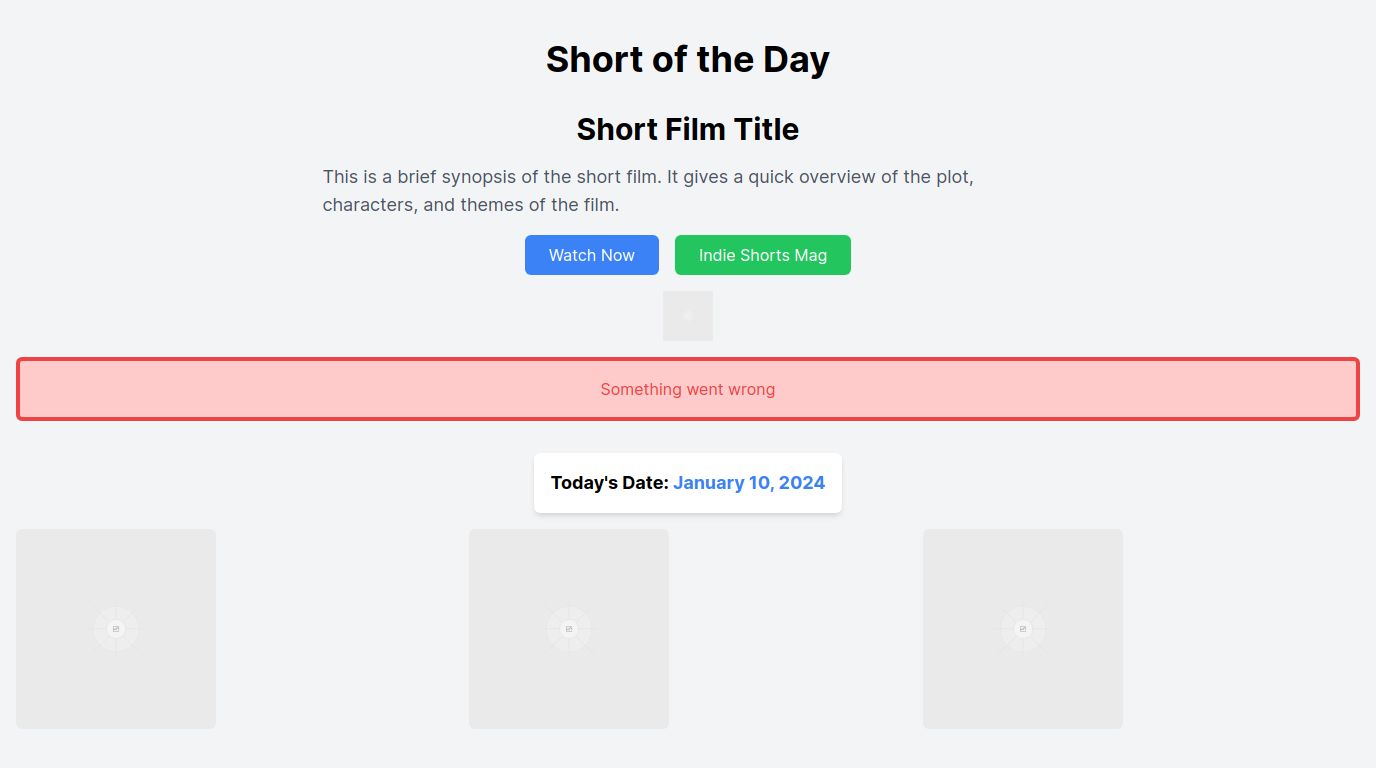 Short of the Day
Short Film Title
This is a brief synopsis of the short film. It gives a quick overview of the plot,
characters, and themes of the film.
Watch Now
Indie Shorts Mag
Something went wrong
Today's Date: January 10, 2024